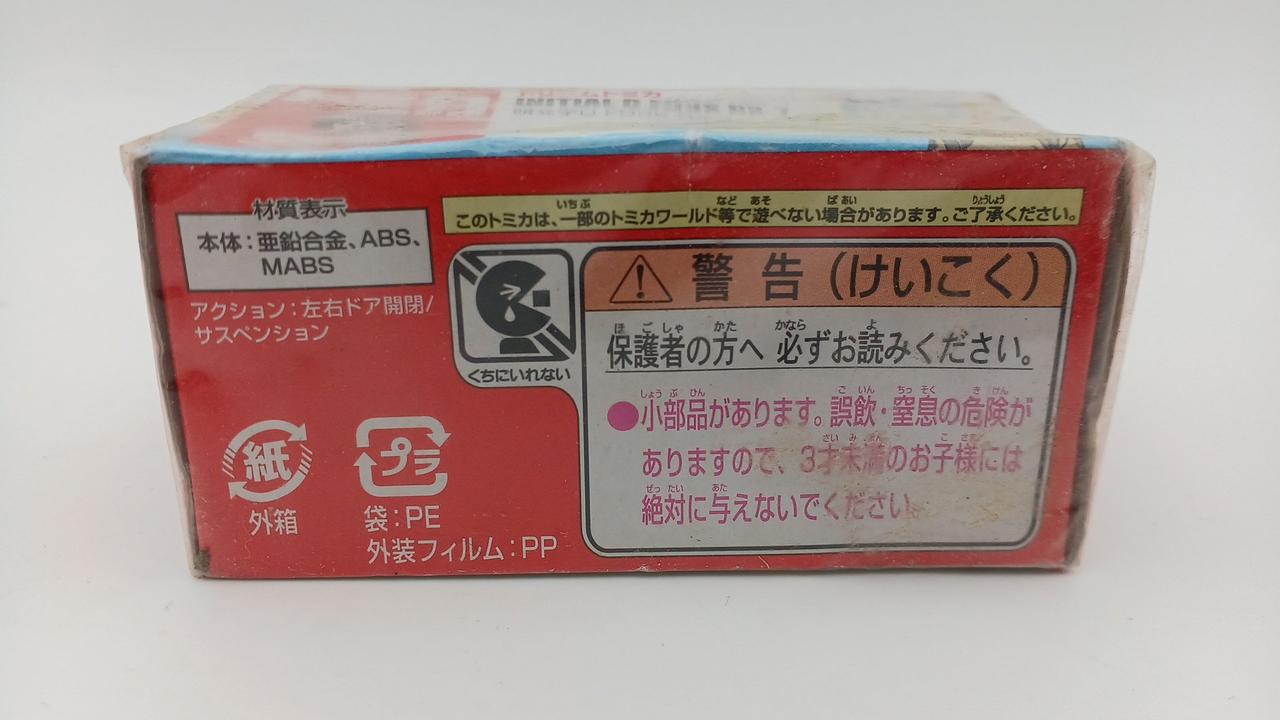 トミカ
INITIAL D
材質表示
本体：亜鉛合金、ABS、
MABS
アクション：左右ドア開閉/
サスペンション
このトミカは、一部のトミカワールド等で遊べない場合があります。ご了承ください。
くちにいれない
警告（けいこく）
保護者の方へ 必ずお読みください。
●小部品があります。誤飲・窒息の危険が
ありますので、3才未満のお子様には
絶対に与えないでください。
紙
外箱
プラ
袋：PE
外装フィルム：PP